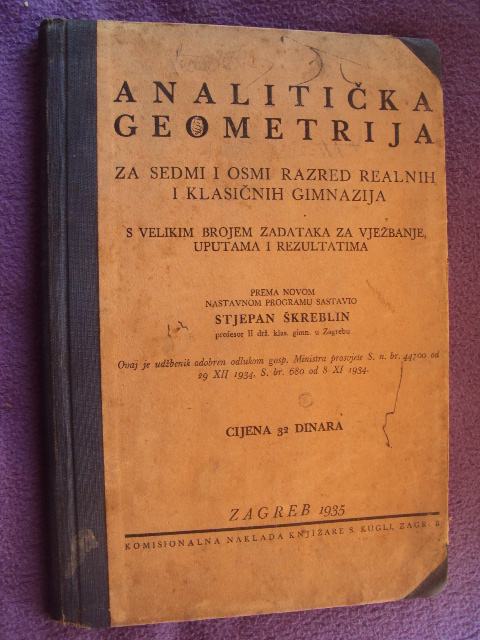 ANALITIČKA
GEOMETRIJA
ZA SEDMI I OSMI RAZRED REALNIH
I KLASIČNIH GIMNAZIJA
S VELIKIM BROJEM ZADATAKA ZA VJEŽBANJE,
UPUTAMA I REZULTATIMA
PREMA NOVOM
NASTAVNOM PROGRAMU SASTAVIO
STJEPAN ŠKREBLIN
profesor II drž. klas. gimn. u Zagrebu
Ovaj je udžbenik odobren odlukom gosp. Ministra prosvjete S. n. br. 44700 od
29 XII 1934. S. br. 680 od 8 XI 1934.
CIJENA 32 DINARA
ZAGREB 1935
KOMISIONALNA NAKLADA KNJIŽARE S. KUGLI, ZAGR B